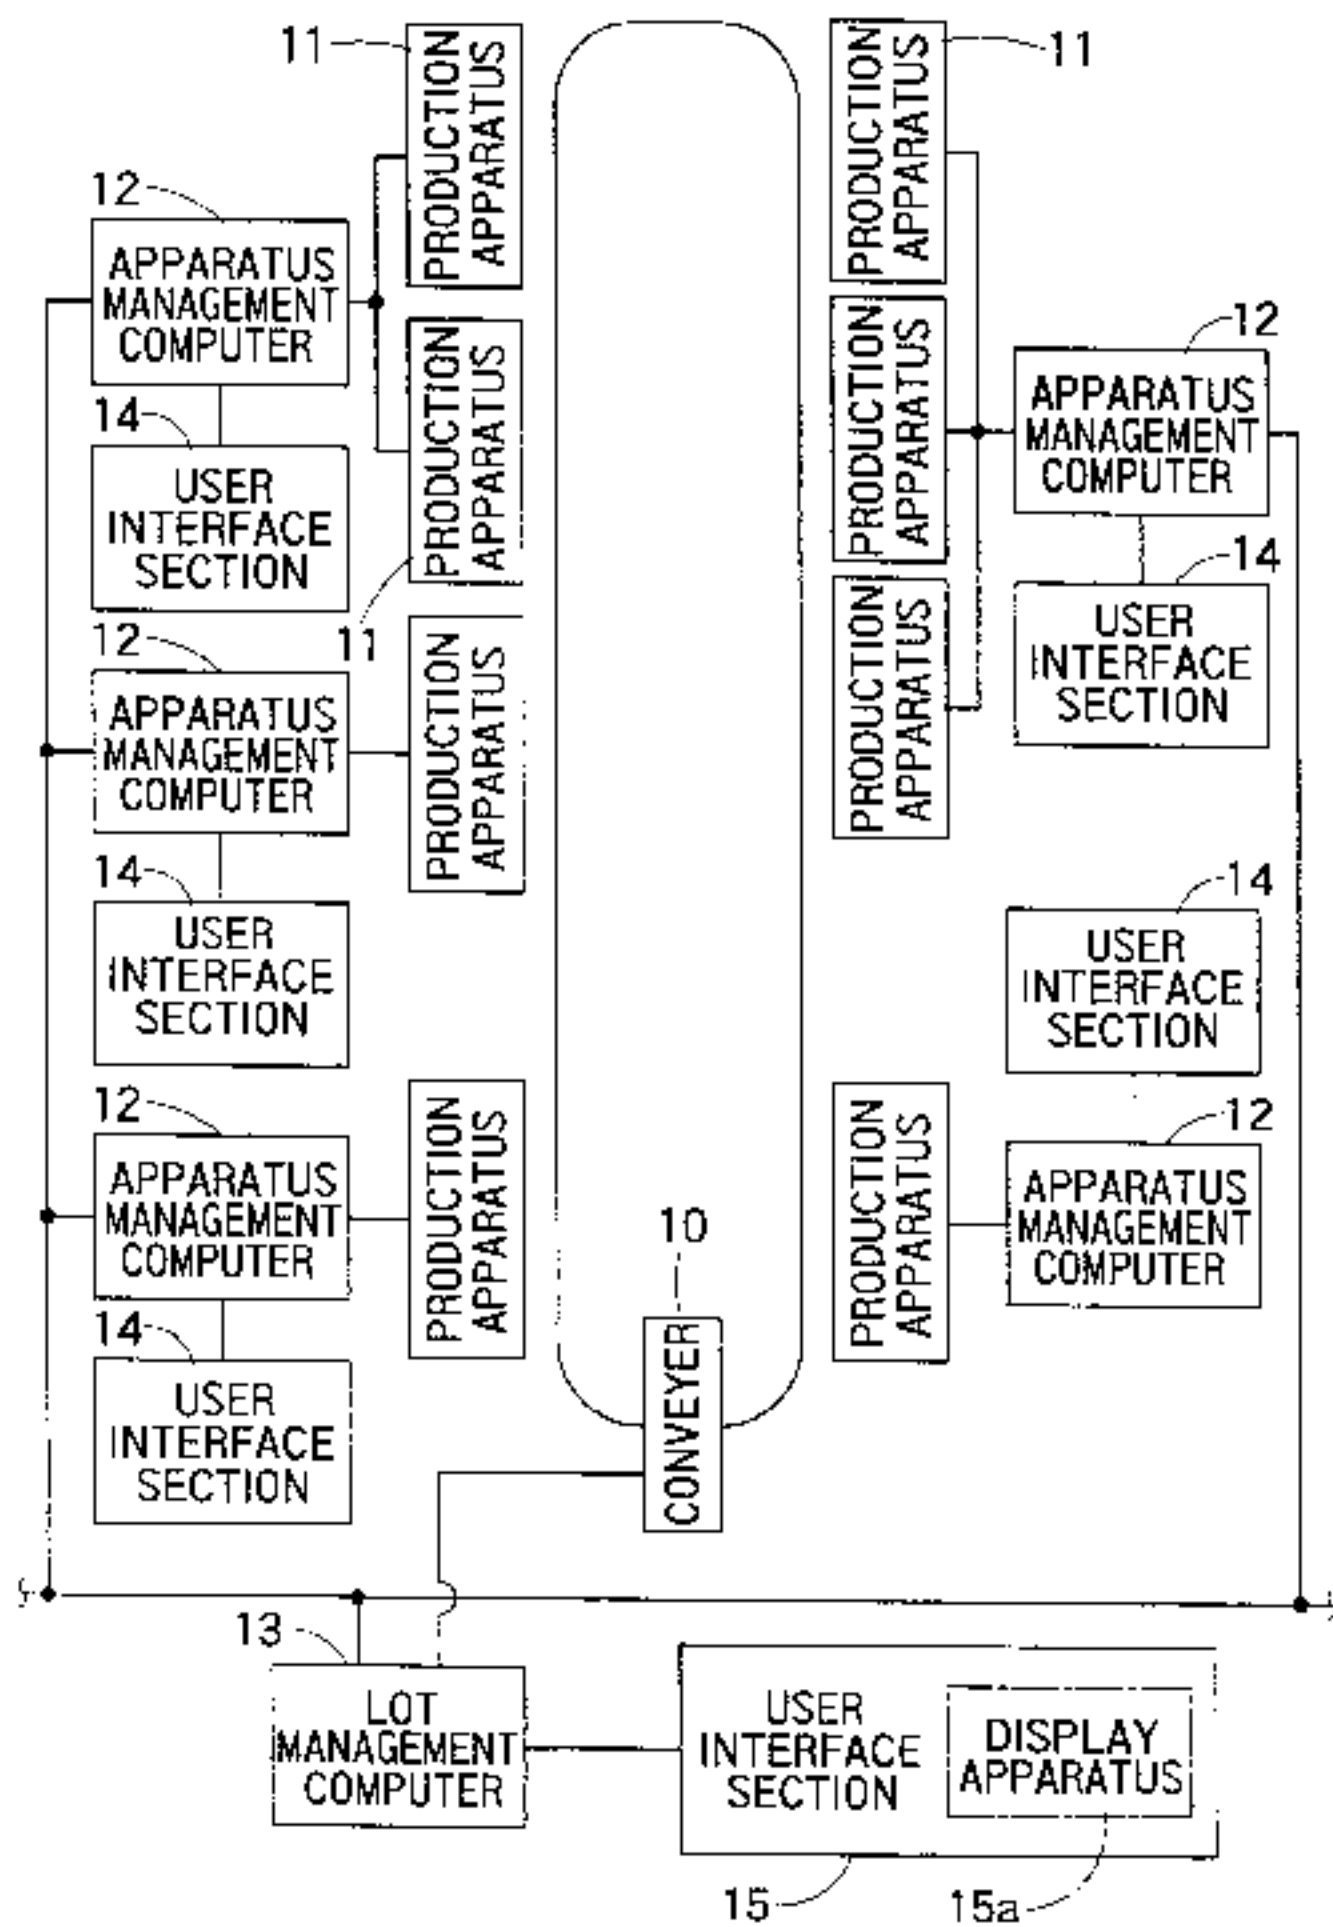 11
PRODUCTION
APPARATUS
PRODUCTION
APPARATUS
11
12
APPARATUS
MANAGEMENT
COMPUTER
PRODUCTION
APPARATUS
11
PRODUCTION
APPARATUS
12
APPARATUS
MANAGEMENT
COMPUTER
14
USER
INTERFACE
SECTION
14
USER
INTERFACE
SECTION
12
APPARATUS
MANAGEMENT
COMPUTER
PRODUCTION
APPARATUS
PRODUCTION
APPARATUS
14
USER
INTERFACE
SECTION
14
USER
INTERFACE
SECTION
12
APPARATUS
MANAGEMENT
COMPUTER
PRODUCTION
APPARATUS
PRODUCTION
APPARATUS
12
APPARATUS
MANAGEMENT
COMPUTER
14
USER
INTERFACE
SECTION
10
CONVEYER
13
LOT
MANAGEMENT
COMPUTER
USER
INTERFACE
SECTION
DISPLAY
APPARATUS
15
15a